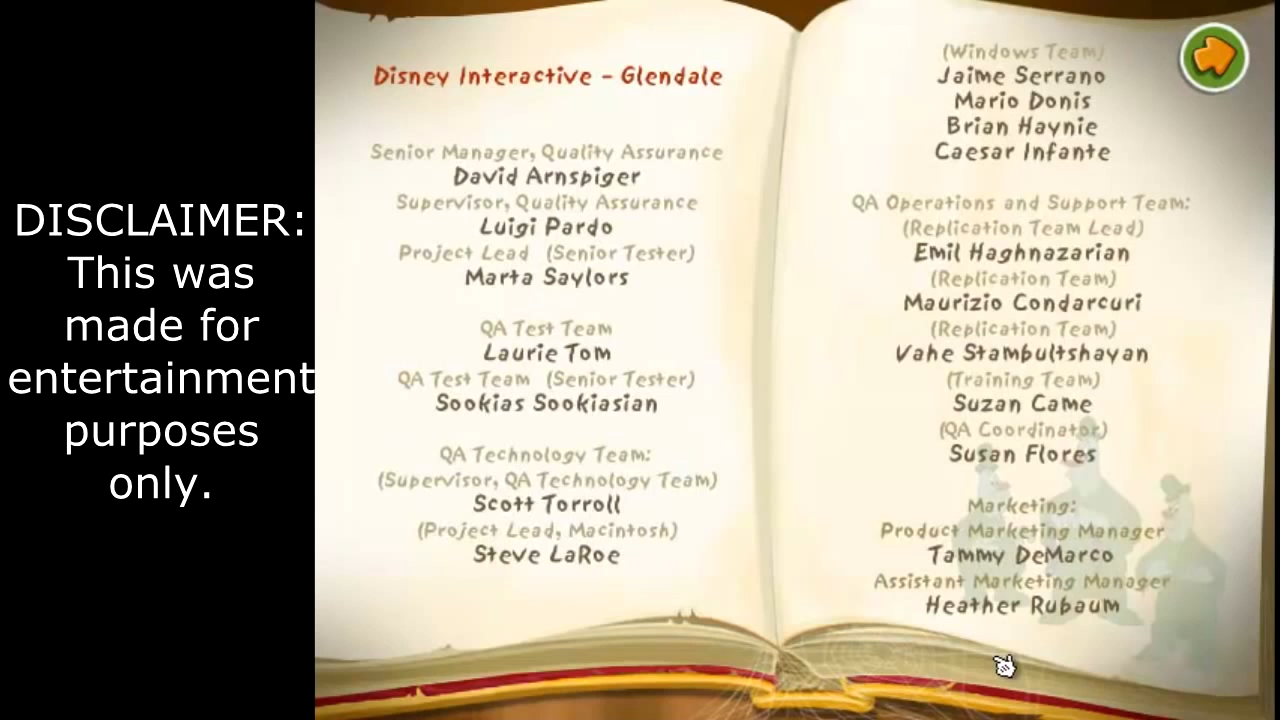 DISCLAIMER:
This was
made for
entertainment
purposes
only.
Disney Interactive - Glendale
Senior Manager, Quality Assurance
David Arnspiger
Supervisor, Quality Assurance
Luigi Pardo
Project Lead (Senior Tester)
Marta Saylors
QA Test Team
Laurie Tom
QA Test Team (Senior Tester)
Sookias Sookiasian
QA Technology Team:
(Supervisor, QA Technology Team)
Scott Torroll
(Project Lead, Macintosh)
Steve LaRoe
(Windows Team)
Jaime Serrano
Mario Donis
Brian Haynie
Caesar Infante
QA Operations and Support Team:
(Replication Team Lead)
Emil Haghnazarian
(Replication Team)
Maurizio Condarcuri
(Replication Team)
Vahe Stambultshayan
(Training Team)
Suzan Came
(QA Coordinator)
Susan Flores
Marketing:
Product Marketing Manager
Tammy DeMarco
Assistant Marketing Manager
Heather Rubaum